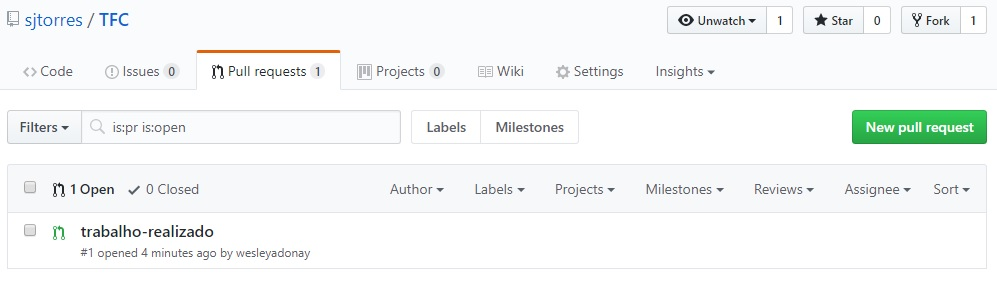 sjtorres / TFC
Unwatch 1 Star 0 Fork 1
Code Issues 0 Pull requests 1 Projects 0 Wiki Settings Insights
Filters is:pr is:open Labels Milestones New pull request
1 Open 0 Closed Author Labels Projects Milestones Reviews Assignee Sort
trabalho-realizado
#1 opened 4 minutes ago by wesleyadonay